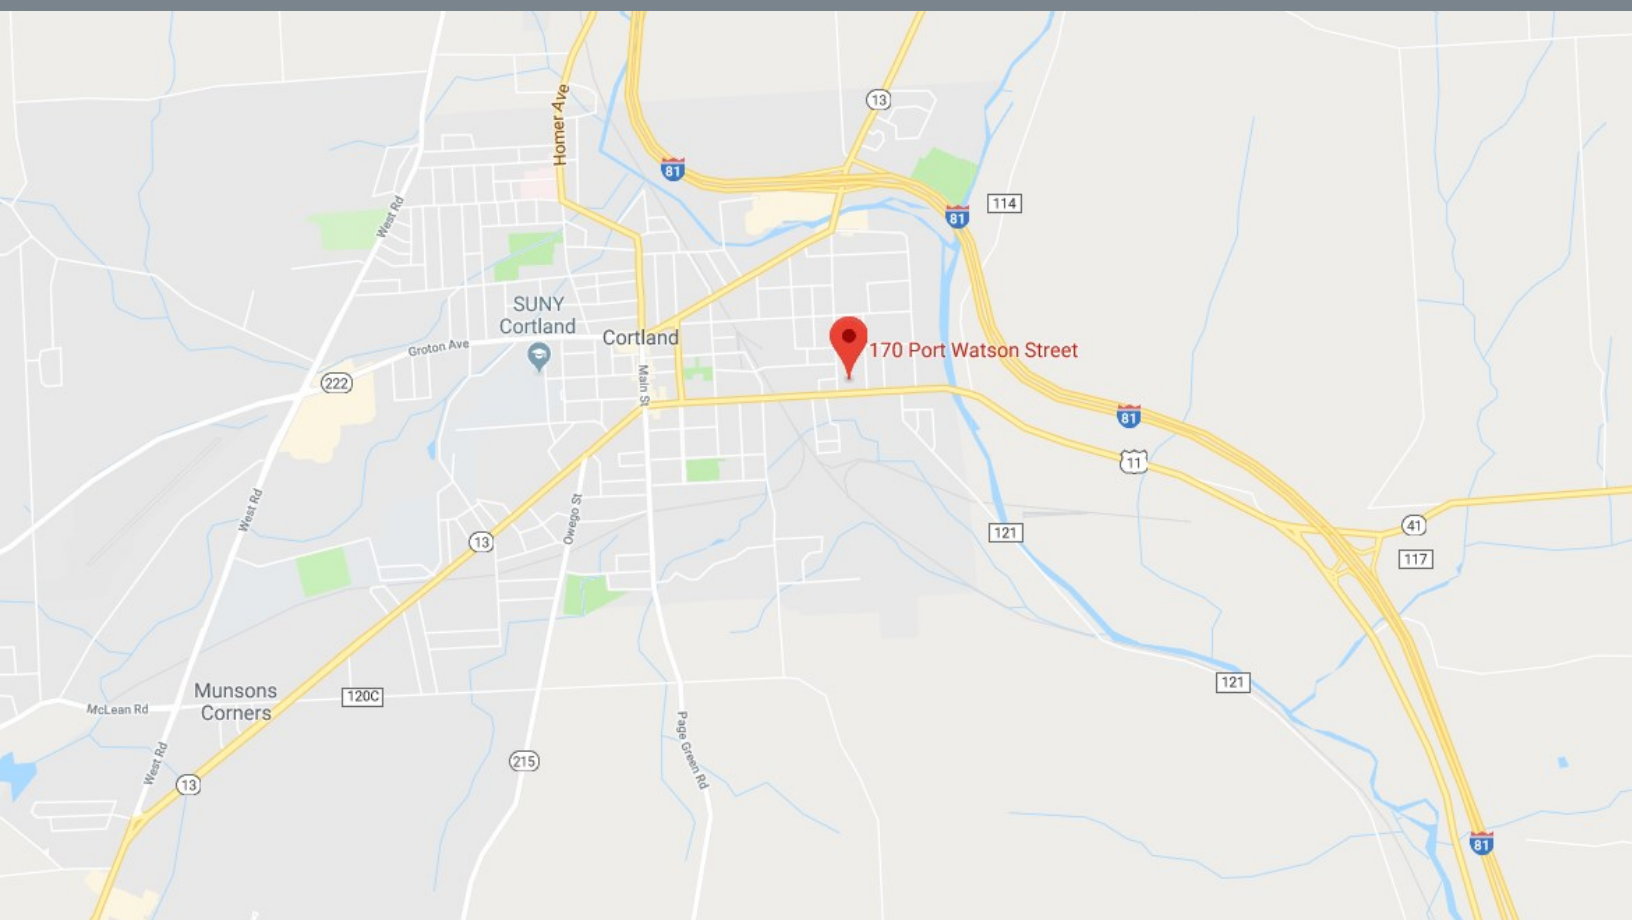 13
Homer Ave
81
114
West Rd
81
SUNY
Cortland
Cortland
170 Port Watson Street
Groton Ave
222
Main St
81
11
West Rd
Owego St
41
13
121
117
121
Munsons
Corners
120C
McLean Rd
Page Green Rd
West Rd
215
13
81